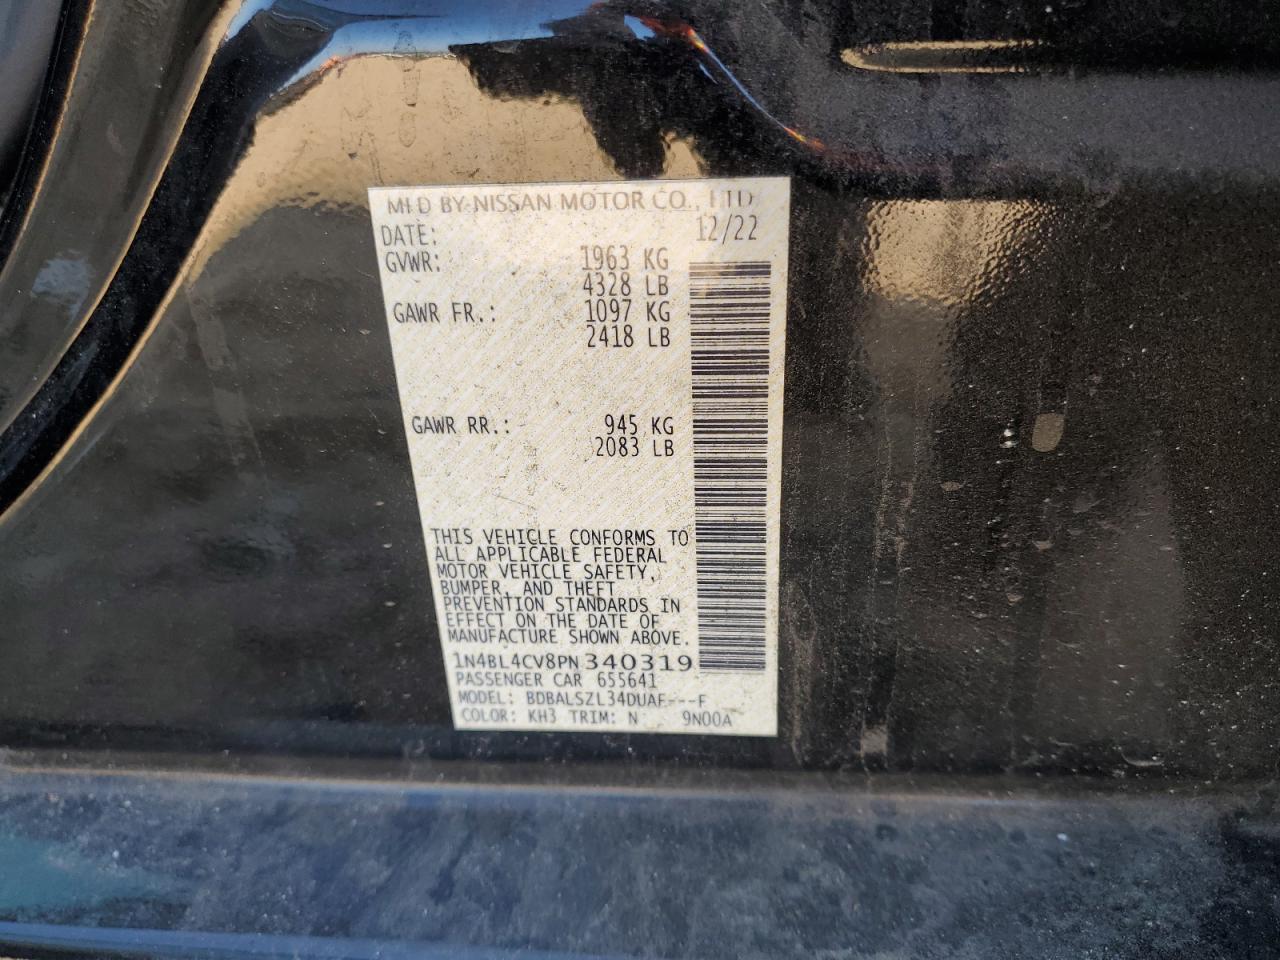 MFD BY NISSAN MOTOR CO., LTD
DATE: 12/22
GVWR: 1963 KG
4328 LB
GAWR FR.: 1097 KG
2418 LB
GAWR RR.: 945 KG
2083 LB
THIS VEHICLE CONFORMS TO
ALL APPLICABLE FEDERAL
MOTOR VEHICLE SAFETY,
BUMPER, AND THEFT
PREVENTION STANDARDS IN
EFFECT ON THE DATE OF
MANUFACTURE SHOWN ABOVE.
1N4BL4CV8PN340319
PASSENGER CAR 655641
MODEL: BDBALSZL34DUAF---F
COLOR: KH3 TRIM: N 9N00A